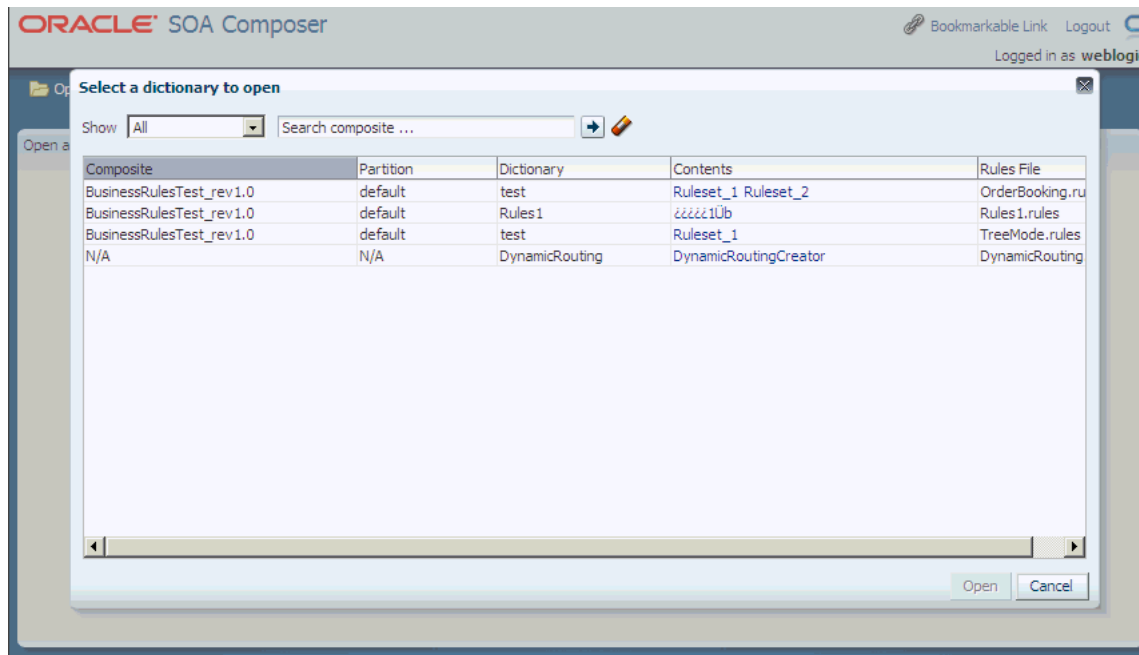 ORACLE SOA Composer
Bookmarkable Link Logout
Logged in as weblogi
Op
Select a dictionary to open
Show All Search composite ...
Open a
Composite Partition Dictionary Contents Rules File
BusinessRulesTest_rev1.0 default test Ruleset_1 Ruleset_2 OrderBooking.ru
BusinessRulesTest_rev1.0 default Rules1 ¿¿¿¿¿1Üb Rules1.rules
BusinessRulesTest_rev1.0 default test Ruleset_1 TreeMode.rules
N/A N/A DynamicRouting DynamicRoutingCreator DynamicRouting
Open Cancel